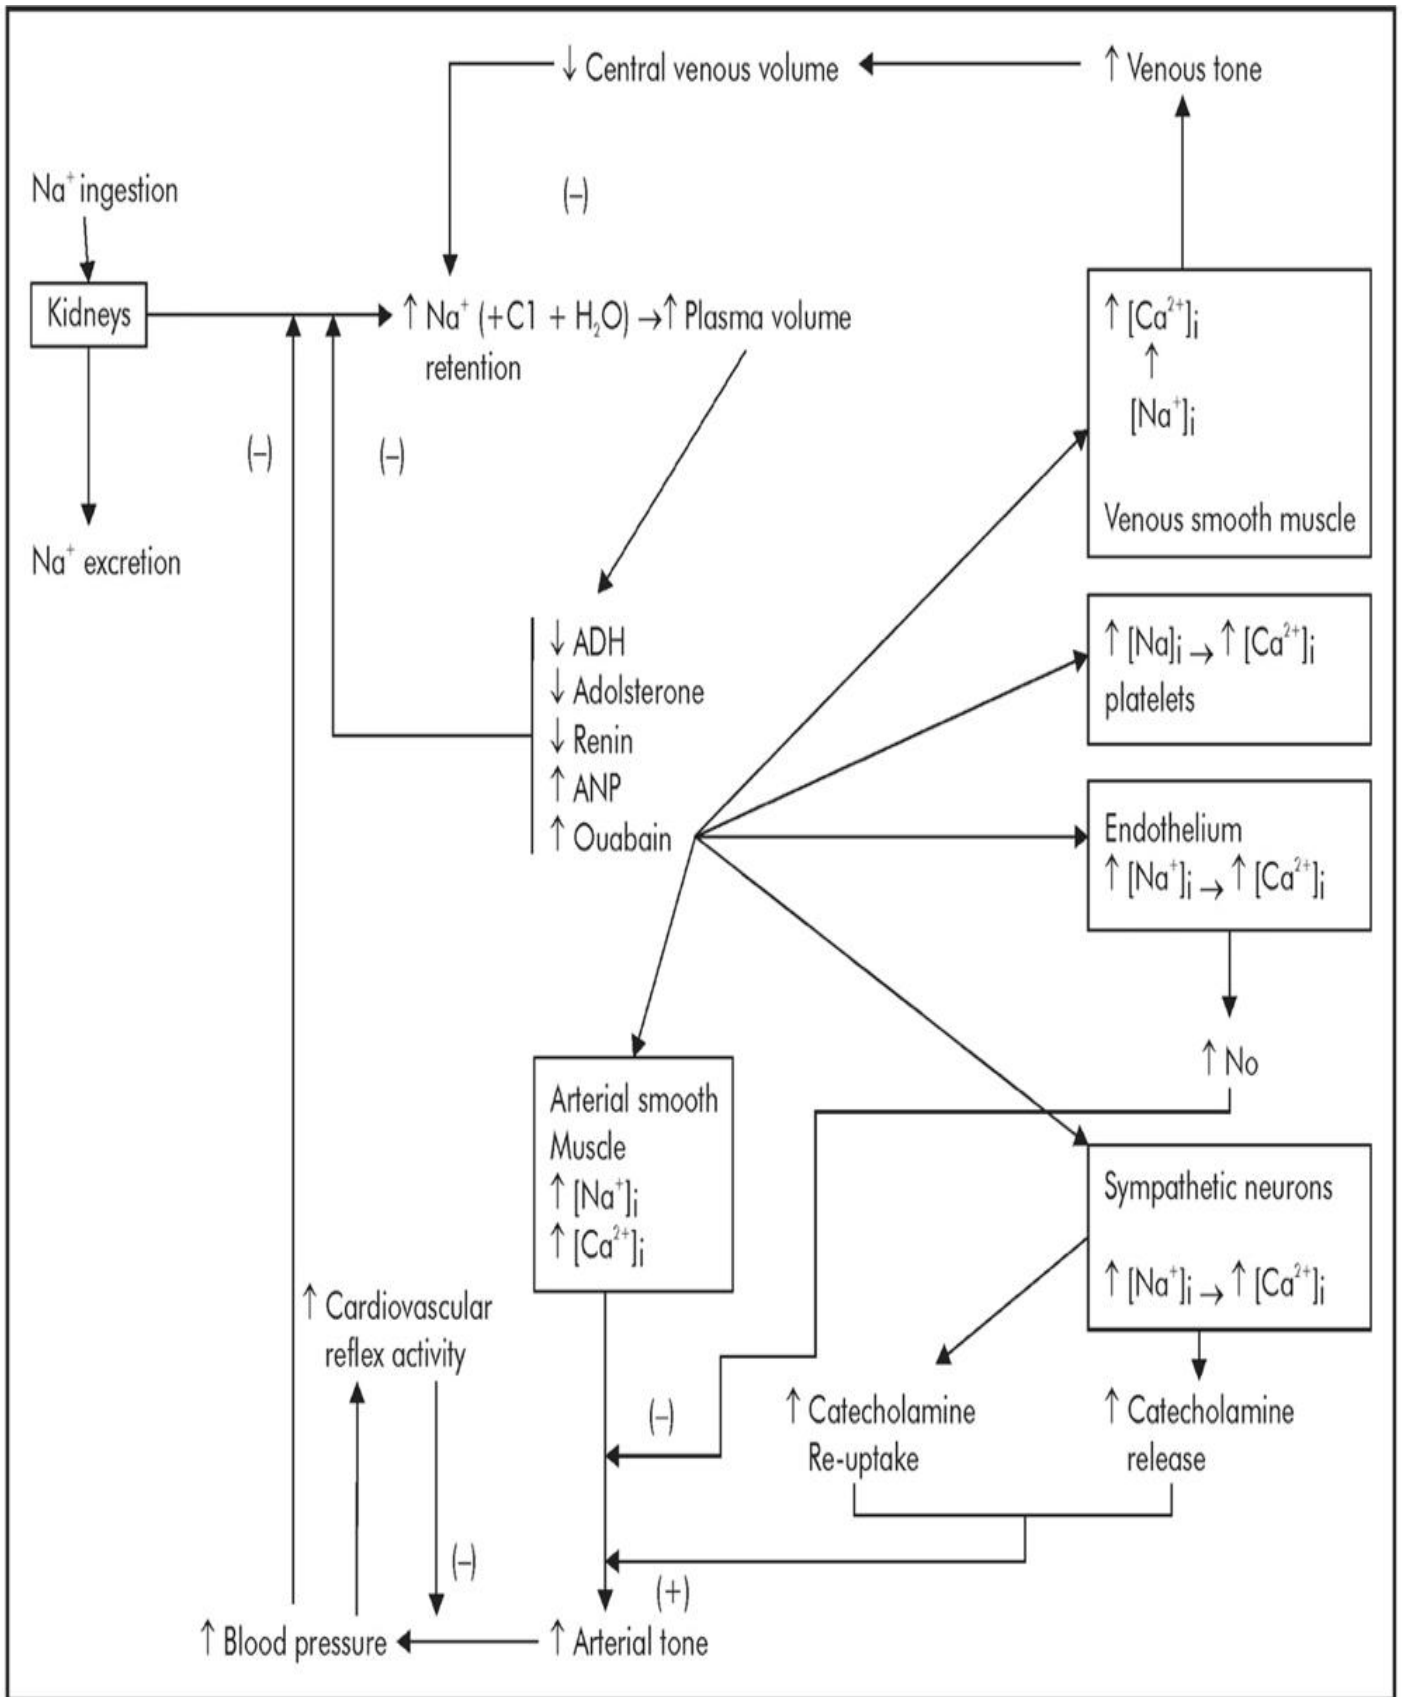 ↓ Central venous volume
↑ Venous tone
Na⁺ ingestion
(–)
Kidneys
↑ Na⁺ (+C1 + H₂O) →↑ Plasma volume
retention
↑ [Ca²⁺]i
↑
[Na⁺]i
Venous smooth muscle
(–)
(–)
Na⁺ excretion
↓ ADH
↓ Adolsterone
↓ Renin
↑ ANP
↑ Ouabain
↑ [Na]i → ↑ [Ca²⁺]i
platelets
Endothelium
↑ [Na⁺]i → ↑ [Ca²⁺]i
↑ No
Arterial smooth
Muscle
↑ [Na⁺]i
↑ [Ca²⁺]i
Sympathetic neurons
↑ [Na⁺]i → ↑ [Ca²⁺]i
↑ Cardiovascular
reflex activity
(–)
↑ Catecholamine
Re-uptake
↑ Catecholamine
release
(–)
(+)
↑ Blood pressure
↑ Arterial tone